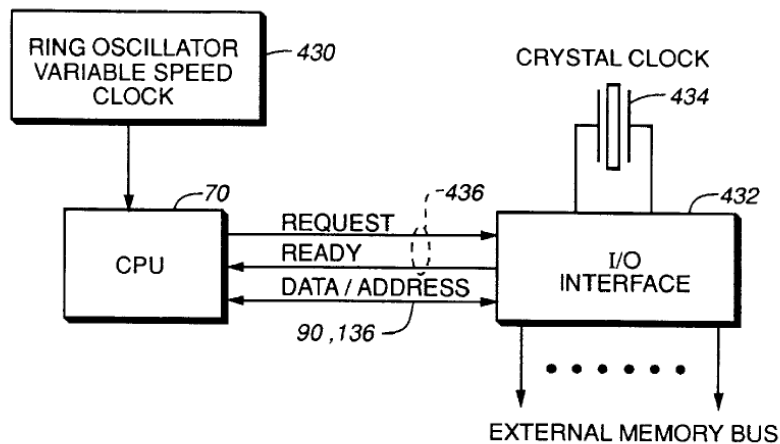 RING OSCILLATOR
VARIABLE SPEED
CLOCK
430
CRYSTAL CLOCK
434
70
CPU
REQUEST
READY
DATA / ADDRESS
436
90 ,136
432
I/O
INTERFACE
EXTERNAL MEMORY BUS